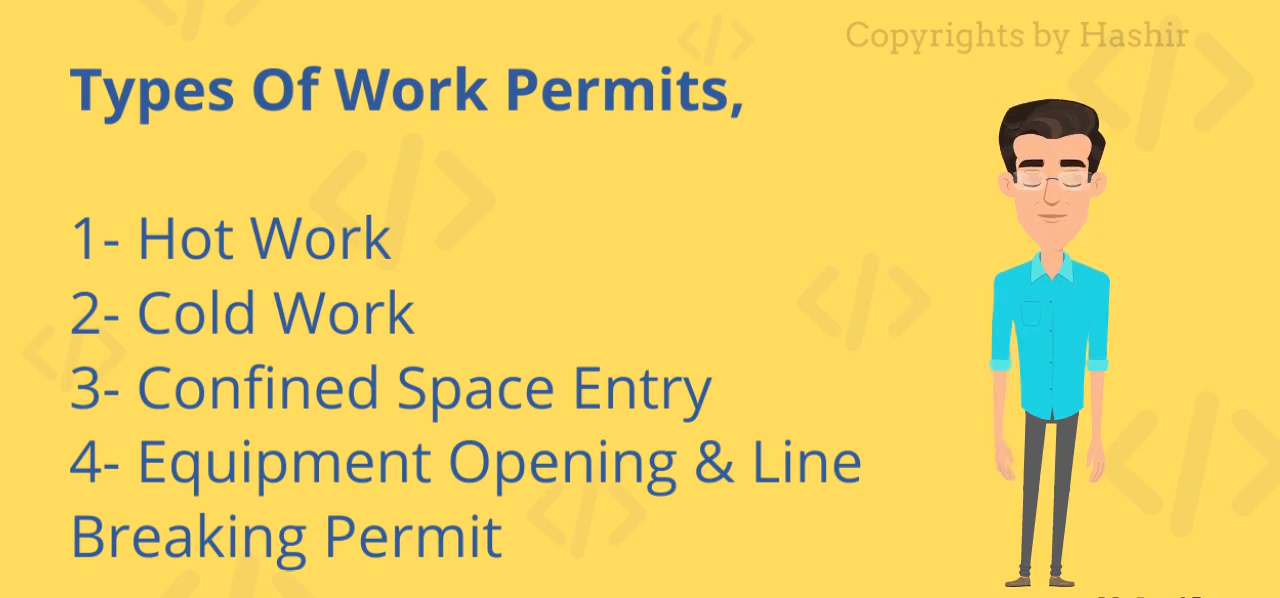 Copyrights by Hashir
Types Of Work Permits,
1- Hot Work
2- Cold Work
3- Confined Space Entry
4- Equipment Opening & Line
Breaking Permit